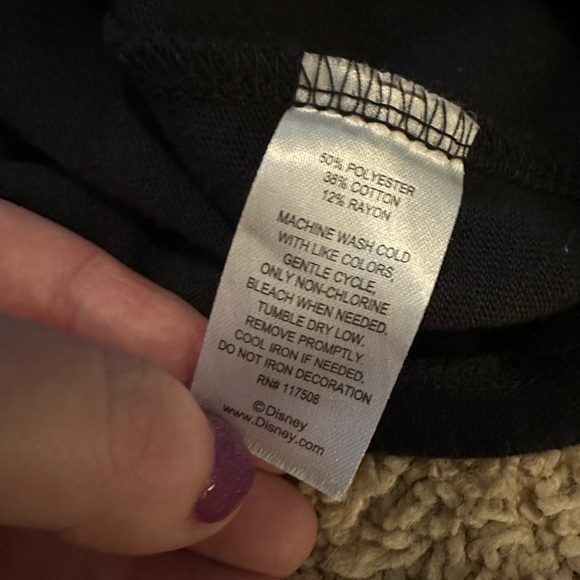 50% POLYESTER
38% COTTON
12% RAYON
MACHINE WASH COLD
WITH LIKE COLORS,
GENTLE CYCLE,
ONLY NON-CHLORINE
BLEACH WHEN NEEDED.
TUMBLE DRY LOW.
REMOVE PROMPTLY.
COOL IRON IF NEEDED.
DO NOT IRON DECORATION
RN# 117508
©Disney
www.Disney.com